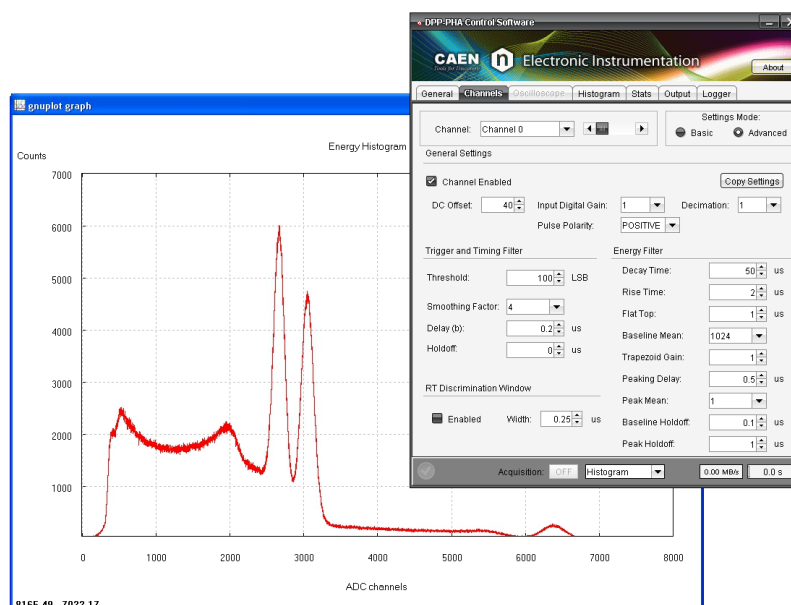 DPP-PHA Control Software
CAEN n Electronic Instrumentation
Tools for Discovery
About
General Channels Oscilloscope Histogram Stats Output Logger
Channel: Channel 0
Settings Mode:
Basic Advanced
General Settings
Channel Enabled
Copy Settings
DC Offset: 40 Input Digital Gain: 1 Decimation: 1
Pulse Polarity: POSITIVE
Trigger and Timing Filter
Threshold: 100 LSB
Smoothing Factor: 4
Delay (b): 0.2 us
Holdoff: 0 us
RT Discrimination Window
Enabled Width: 0.25 us
Energy Filter
Decay Time: 50 us
Rise Time: 2 us
Flat Top: 1 us
Baseline Mean: 1024
Trapezoid Gain: 1
Peaking Delay: 0.5 us
Peak Mean: 1
Baseline Holdoff: 0.1 us
Peak Holdoff: 1 us
Acquisition: OFF Histogram 0.00 MB/s 0.0 s
gnuplot graph
Energy Histogram
Counts
7000
6000
5000
4000
3000
2000
1000
0 1000 2000 3000 4000 5000 6000 7000 8000
ADC channels